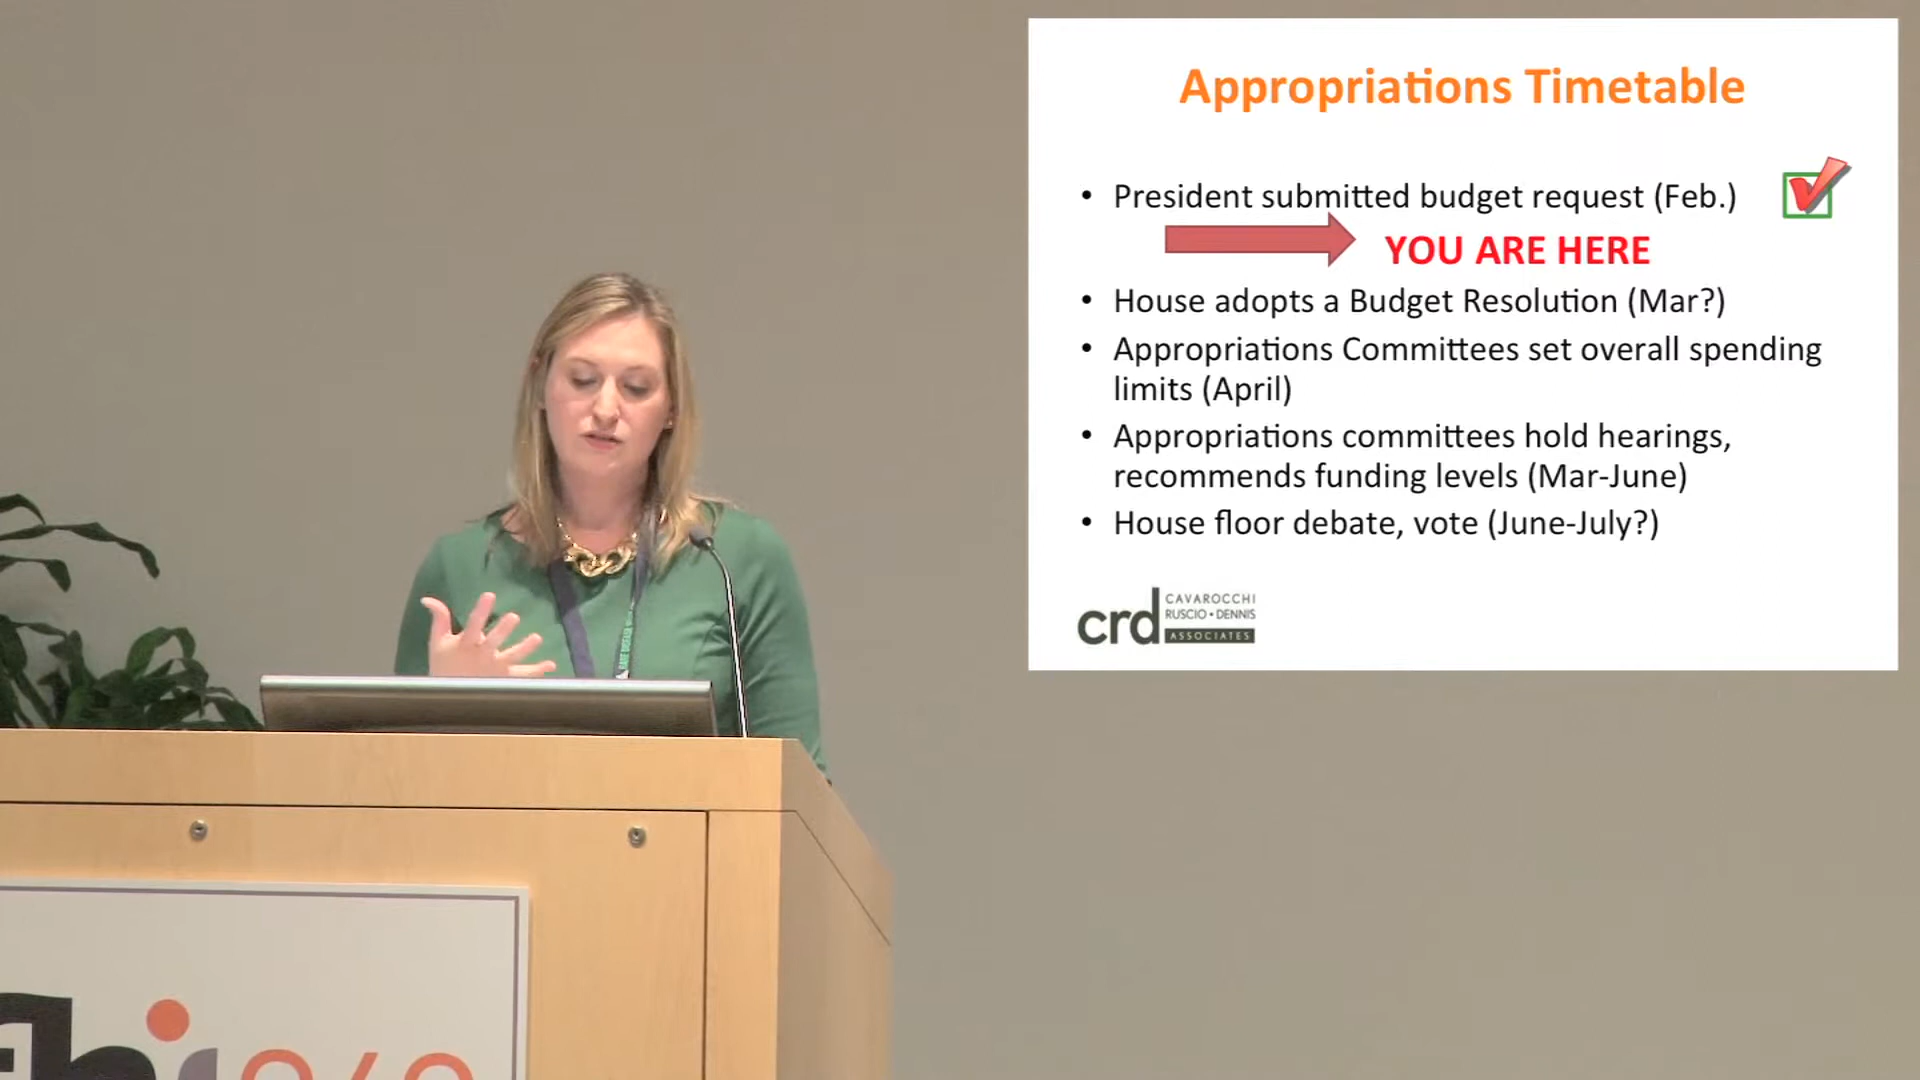 Appropriations Timetable
• President submitted budget request (Feb.)
YOU ARE HERE
• House adopts a Budget Resolution (Mar?)
• Appropriations Committees set overall spending
limits (April)
• Appropriations committees hold hearings,
recommends funding levels (Mar-June)
• House floor debate, vote (June-July?)
crd
CAVAROCCHI
RUSCIO • DENNIS
ASSOCIATES
fhi360